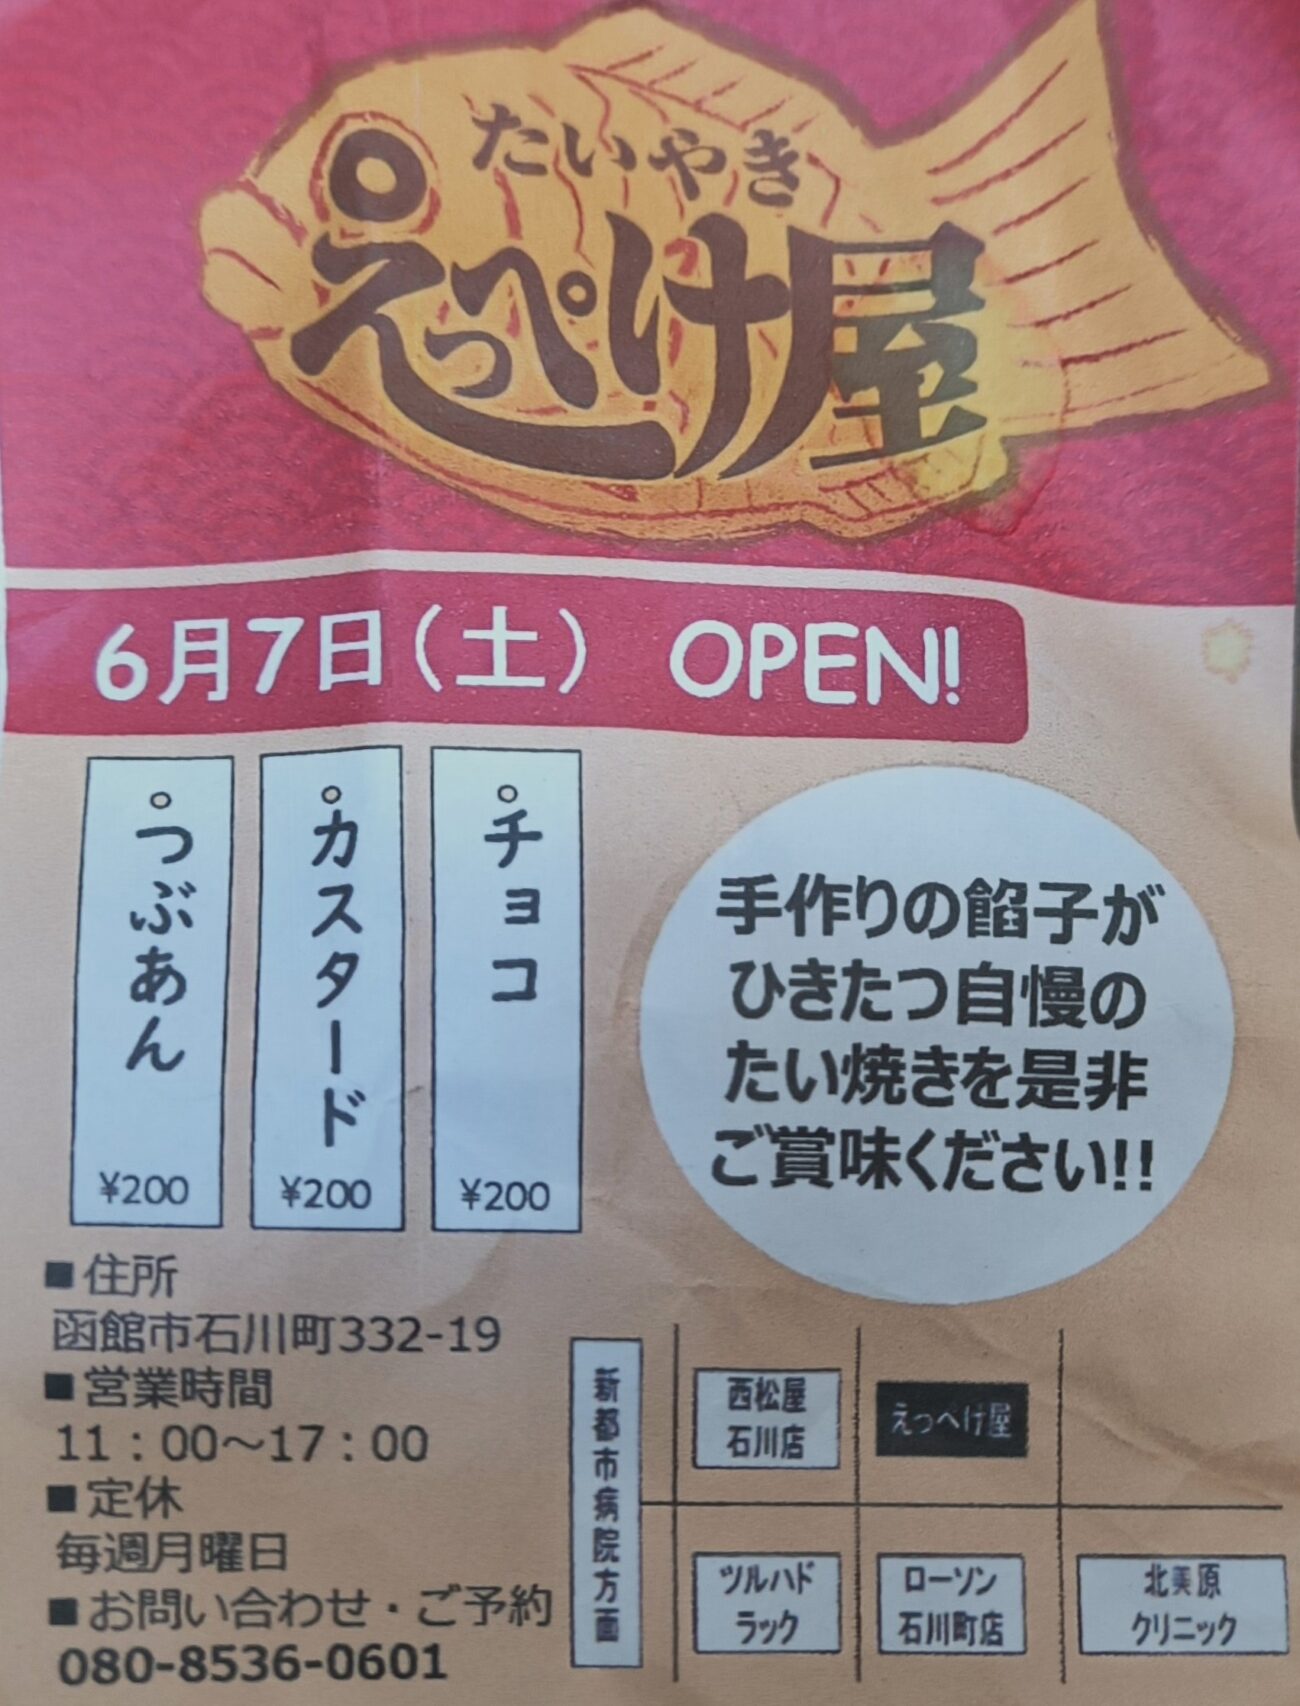 たいやき
えっぺけ屋
6月7日（土） OPEN!
つぶあん
¥200
カスタード
¥200
チョコ
¥200
手作りの餡子が
ひきたつ自慢の
たい焼きを是非
ご賞味ください!!
■住所
函館市石川町332-19
■営業時間
11：00～17：00
■定休
毎週月曜日
■お問い合わせ・ご予約
080-8536-0601
新都市病院方面
西松屋
石川店
えっぺけ屋
ツルハド
ラック
ローソン
石川町店
北美原
クリニック